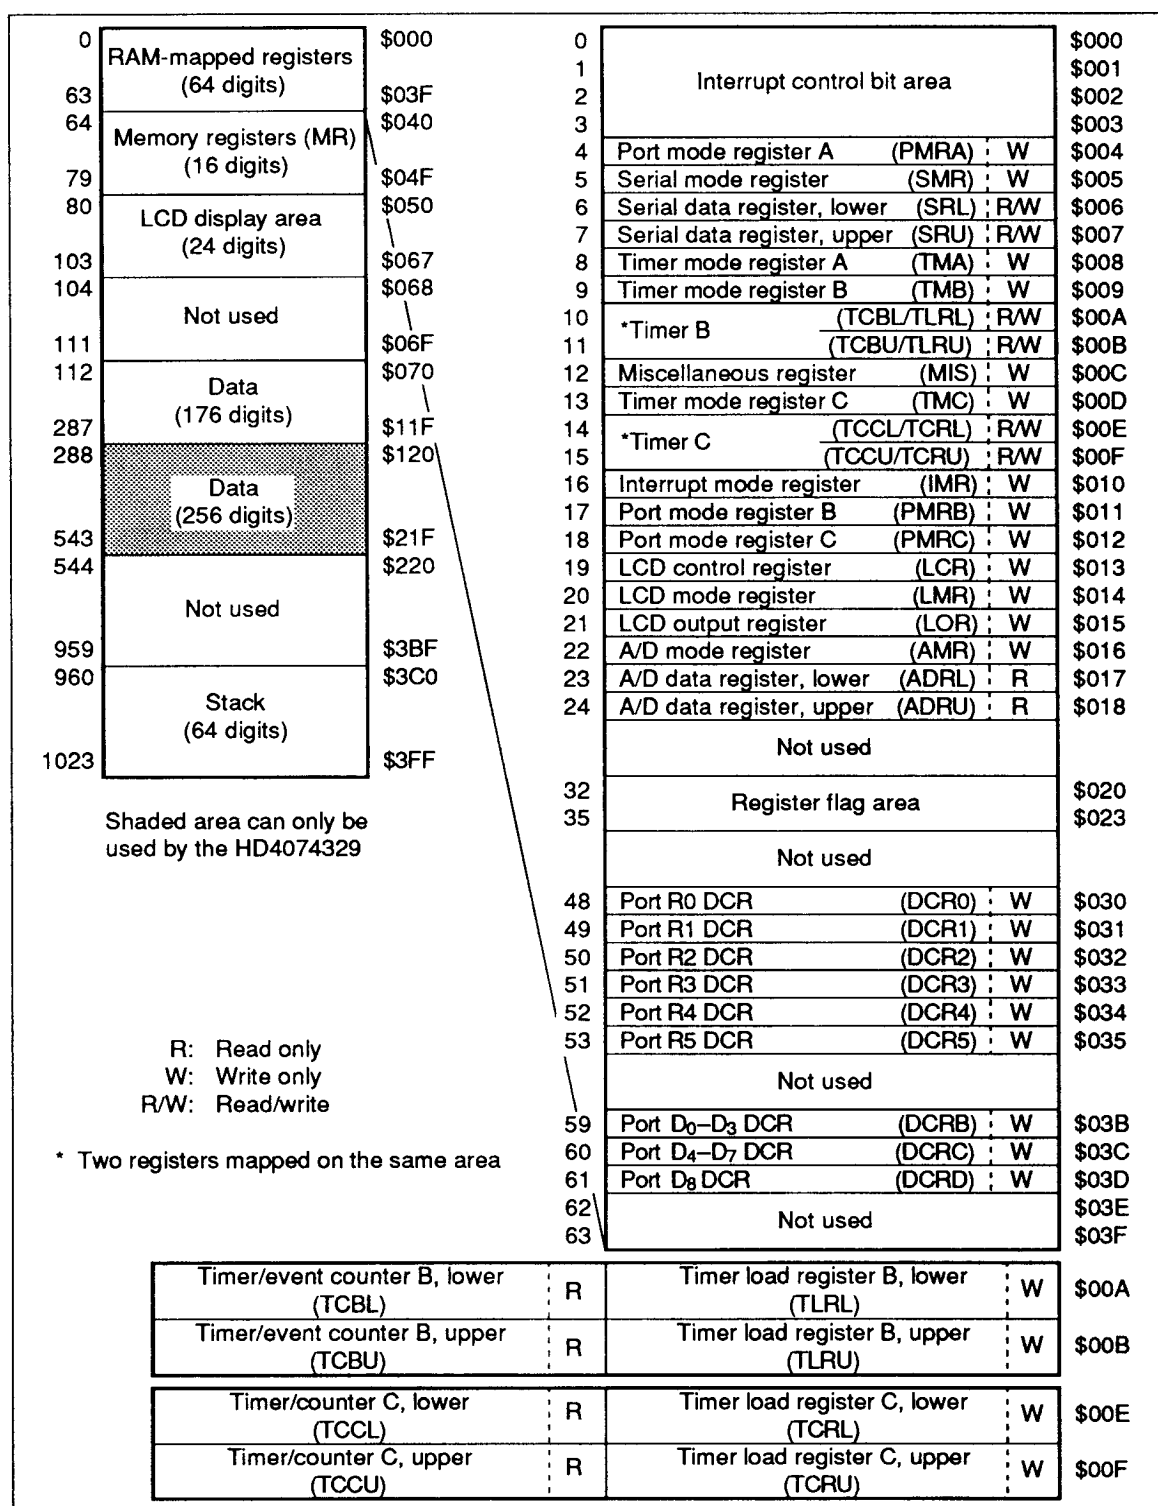 0 $000
RAM-mapped registers
(64 digits)
63 $03F
64 $040
Memory registers (MR)
(16 digits)
79 $04F
80 $050
LCD display area
(24 digits)
103 $067
104 $068
Not used
111 $06F
112 $070
Data
(176 digits)
287 $11F
288 $120
Data
(256 digits)
543 $21F
544 $220
Not used
959 $3BF
960 $3C0
Stack
(64 digits)
1023 $3FF
Shaded area can only be
used by the HD4074329
R: Read only
W: Write only
R/W: Read/write
* Two registers mapped on the same area
0 $000
1 Interrupt control bit area $001
2 $002
3 $003
4 Port mode register A (PMRA) W $004
5 Serial mode register (SMR) W $005
6 Serial data register, lower (SRL) R/W $006
7 Serial data register, upper (SRU) R/W $007
8 Timer mode register A (TMA) W $008
9 Timer mode register B (TMB) W $009
10 (TCBL/TLRL) R/W $00A
*Timer B
11 (TCBU/TLRU) R/W $00B
12 Miscellaneous register (MIS) W $00C
13 Timer mode register C (TMC) W $00D
14 (TCCL/TCRL) R/W $00E
*Timer C
15 (TCCU/TCRU) R/W $00F
16 Interrupt mode register (IMR) W $010
17 Port mode register B (PMRB) W $011
18 Port mode register C (PMRC) W $012
19 LCD control register (LCR) W $013
20 LCD mode register (LMR) W $014
21 LCD output register (LOR) W $015
22 A/D mode register (AMR) W $016
23 A/D data register, lower (ADRL) R $017
24 A/D data register, upper (ADRU) R $018
Not used
32 $020
Register flag area
35 $023
Not used
48 Port R0 DCR (DCR0) W $030
49 Port R1 DCR (DCR1) W $031
50 Port R2 DCR (DCR2) W $032
51 Port R3 DCR (DCR3) W $033
52 Port R4 DCR (DCR4) W $034
53 Port R5 DCR (DCR5) W $035
Not used
59 Port D₀–D₃ DCR (DCRB) W $03B
60 Port D₄–D₇ DCR (DCRC) W $03C
61 Port D₈ DCR (DCRD) W $03D
62 $03E
Not used
63 $03F
Timer/event counter B, lower R Timer load register B, lower W $00A
(TCBL) (TLRL)
Timer/event counter B, upper R Timer load register B, upper W $00B
(TCBU) (TLRU)
Timer/counter C, lower R Timer load register C, lower W $00E
(TCCL) (TCRL)
Timer/counter C, upper R Timer load register C, upper W $00F
(TCCU) (TCRU)